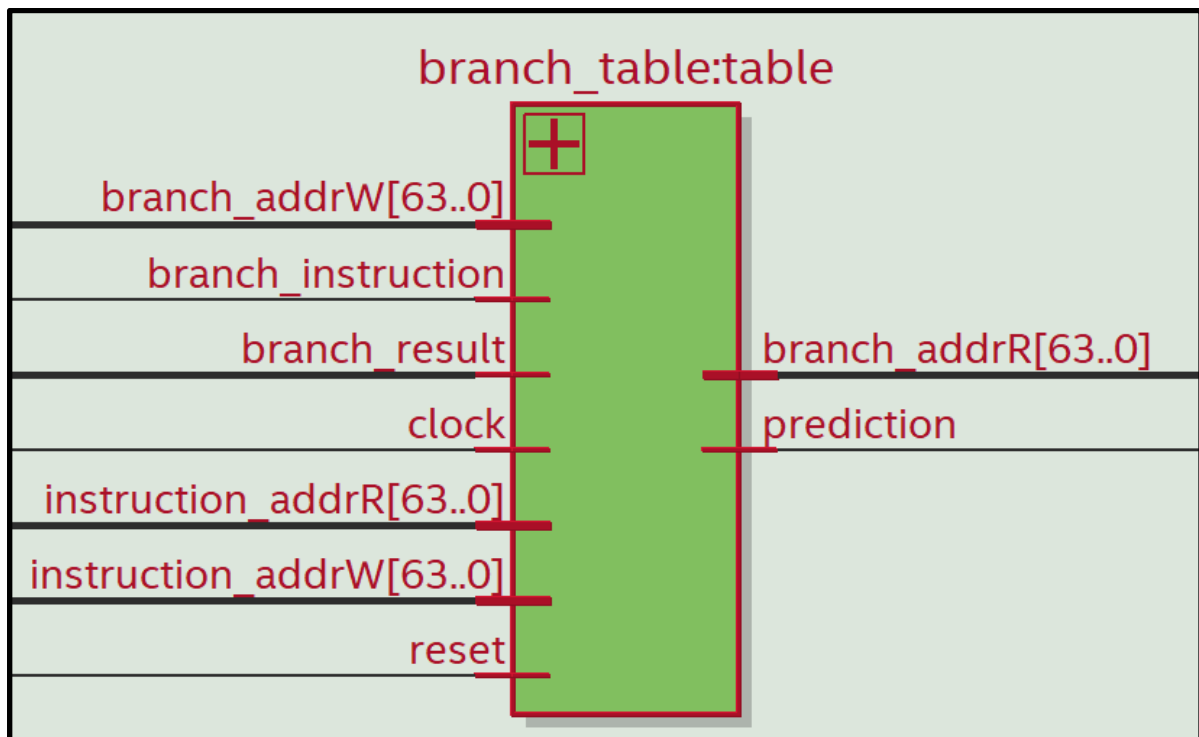 branch_table:table
branch_addrW[63..0]
branch_instruction
branch_result
branch_addrR[63..0]
clock
prediction
instruction_addrR[63..0]
instruction_addrW[63..0]
reset